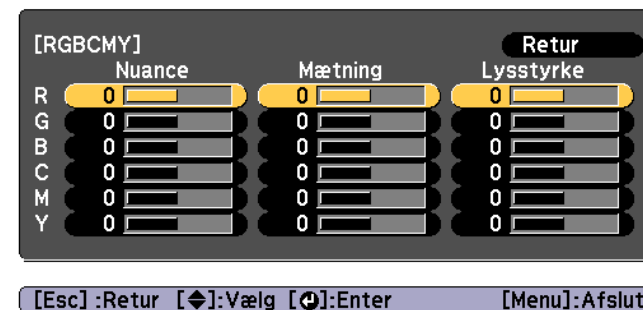 [RGBCMY] Retur
Nuance Mætning Lysstyrke
R 0 0 0
G 0 0 0
B 0 0 0
C 0 0 0
M 0 0 0
Y 0 0 0
[Esc] :Retur [◆]:Vælg [⏎]:Enter [Menu]:Afslut